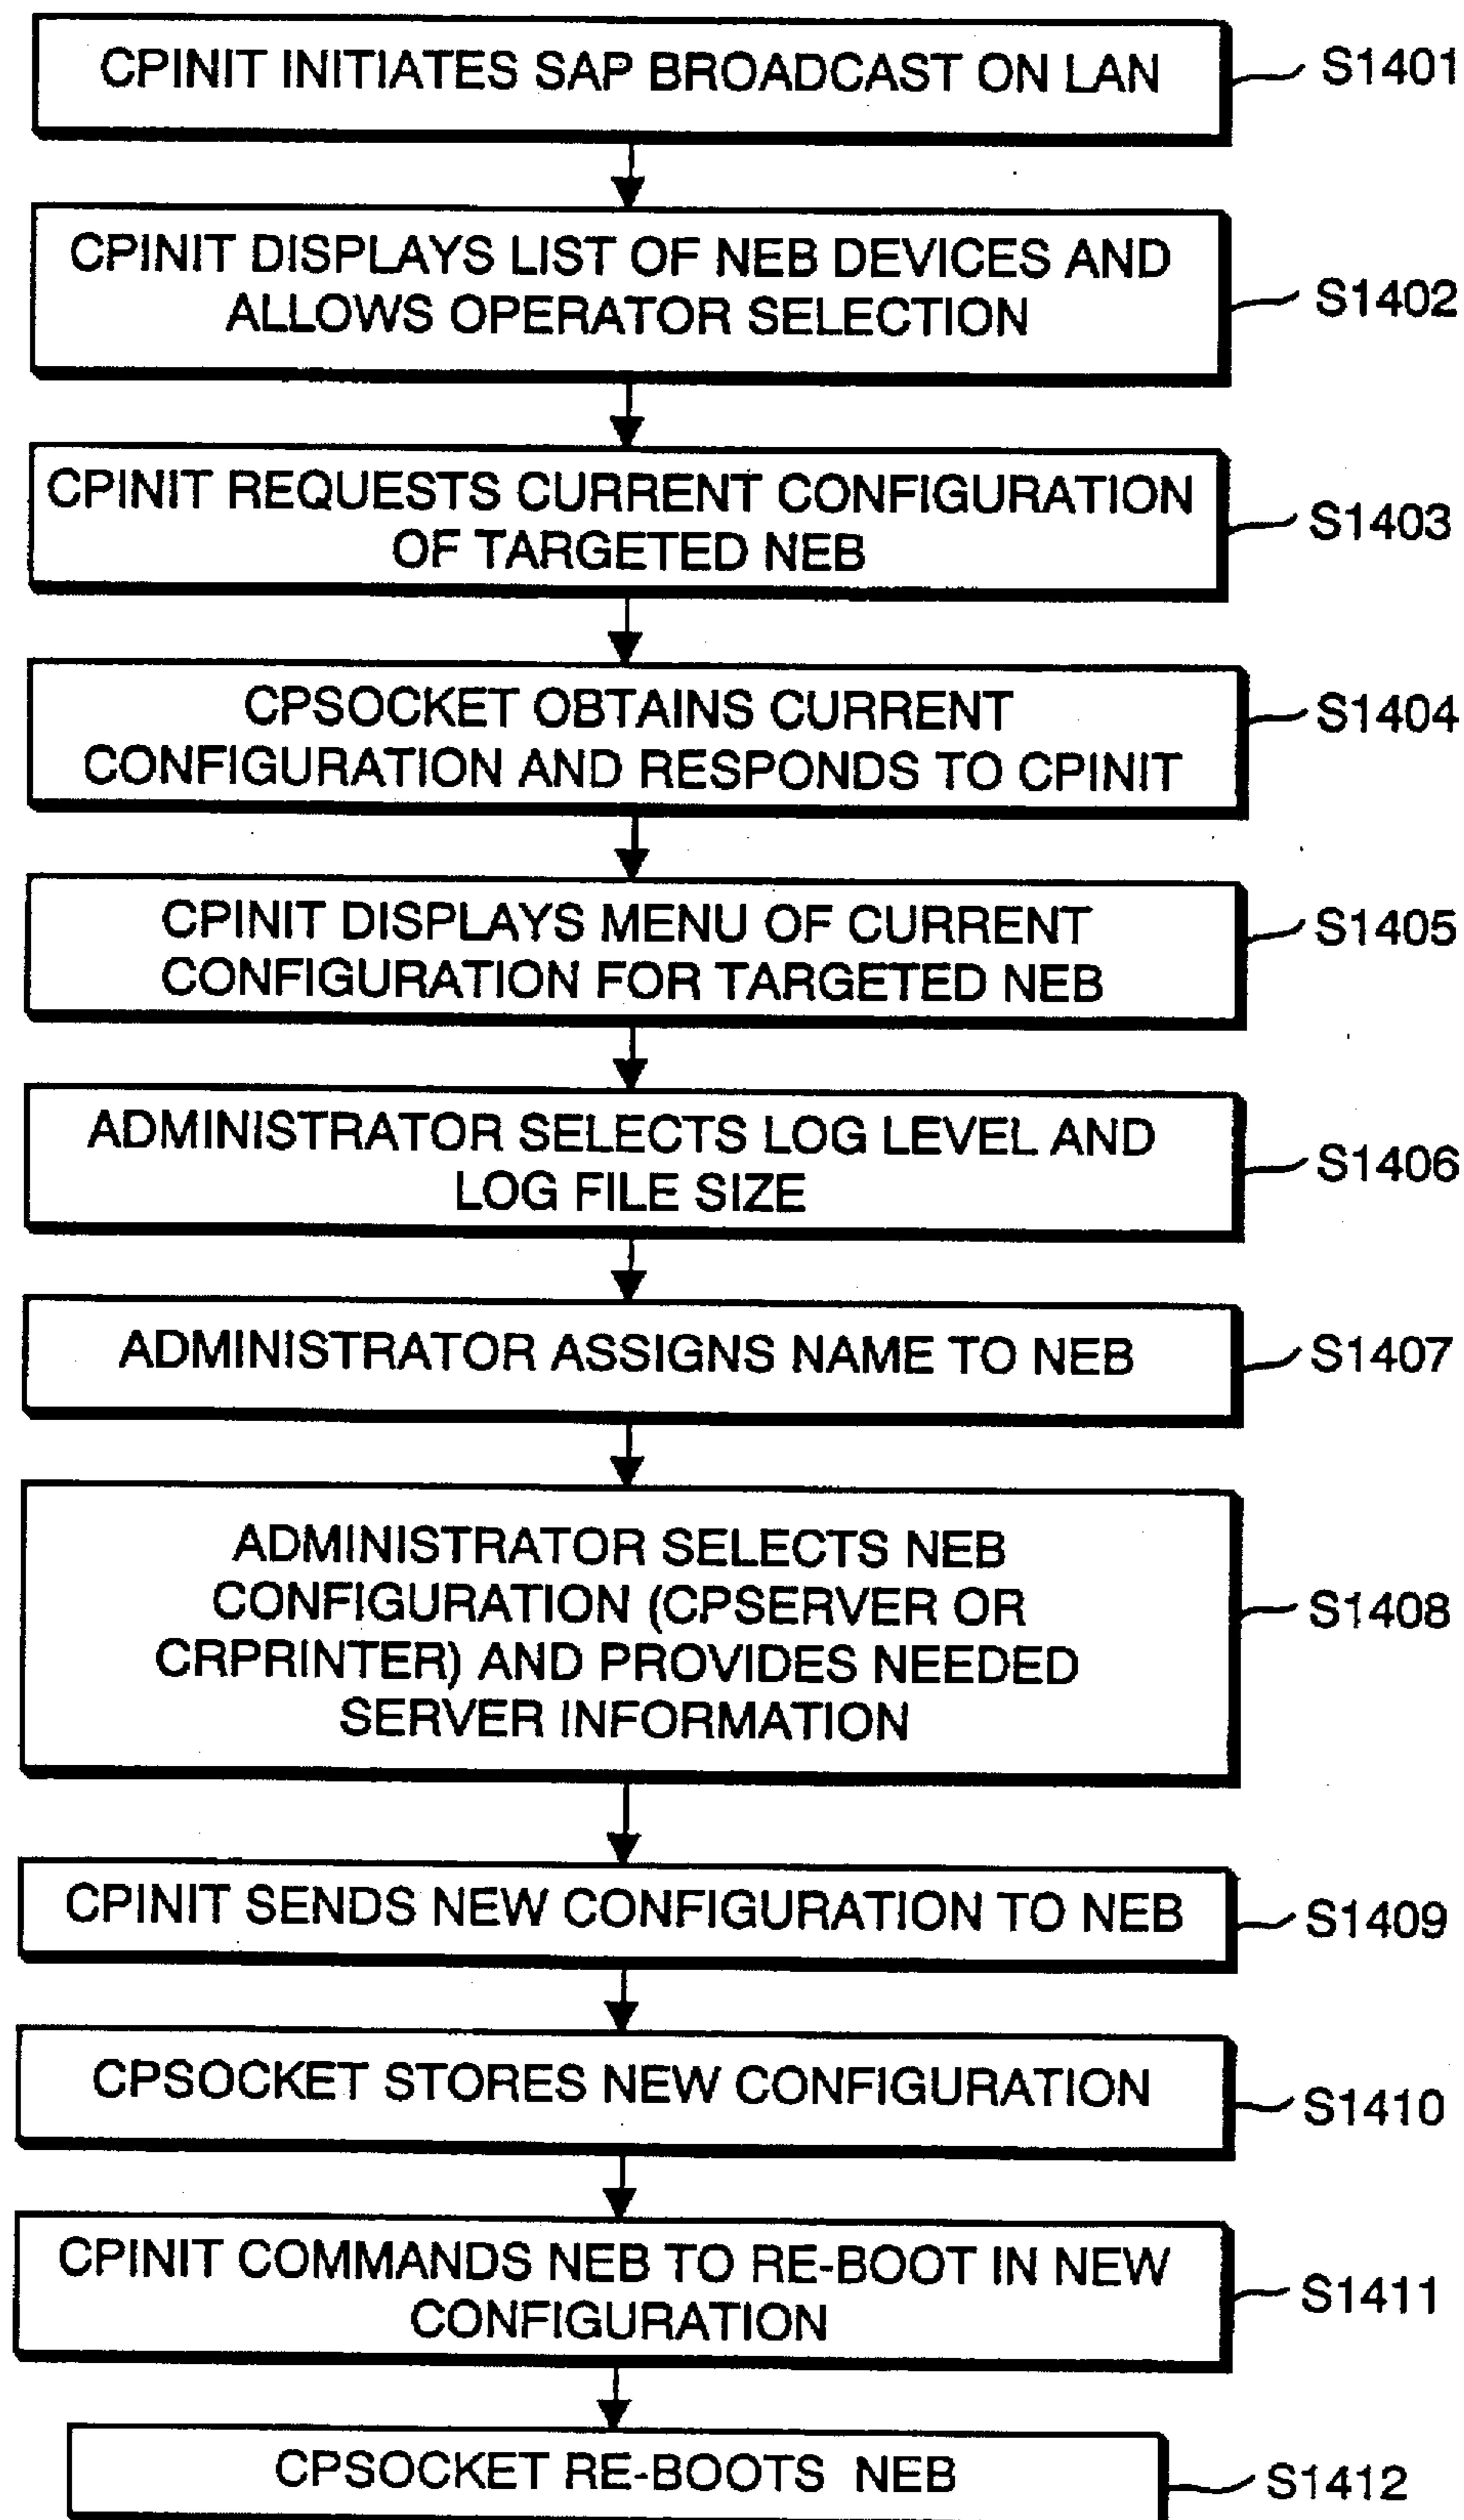 CPINIT INITIATES SAP BROADCAST ON LAN
S1401
CPINIT DISPLAYS LIST OF NEB DEVICES AND
ALLOWS OPERATOR SELECTION
S1402
CPINIT REQUESTS CURRENT CONFIGURATION
OF TARGETED NEB
S1403
CPSOCKET OBTAINS CURRENT
CONFIGURATION AND RESPONDS TO CPINIT
S1404
CPINIT DISPLAYS MENU OF CURRENT
CONFIGURATION FOR TARGETED NEB
S1405
ADMINISTRATOR SELECTS LOG LEVEL AND
LOG FILE SIZE
S1406
ADMINISTRATOR ASSIGNS NAME TO NEB
S1407
ADMINISTRATOR SELECTS NEB
CONFIGURATION (CPSERVER OR
CRPRINTER) AND PROVIDES NEEDED
SERVER INFORMATION
S1408
CPINIT SENDS NEW CONFIGURATION TO NEB
S1409
CPSOCKET STORES NEW CONFIGURATION
S1410
CPINIT COMMANDS NEB TO RE-BOOT IN NEW
CONFIGURATION
S1411
CPSOCKET RE-BOOTS NEB
S1412